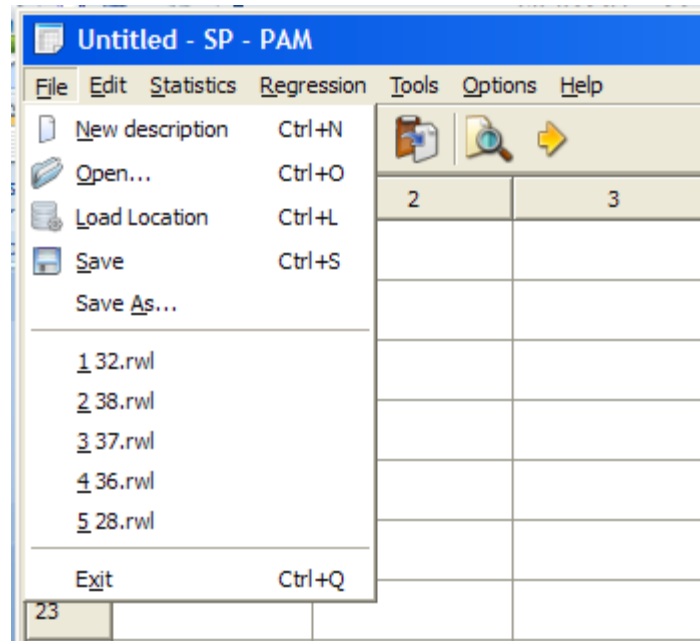 Untitled - SP - PAM
File Edit Statistics Regression Tools Options Help
New description Ctrl+N
Open... Ctrl+O
Load Location Ctrl+L
Save Ctrl+S
Save As...
1 32.rwl
2 38.rwl
3 37.rwl
4 36.rwl
5 28.rwl
Exit Ctrl+Q
2 3
23